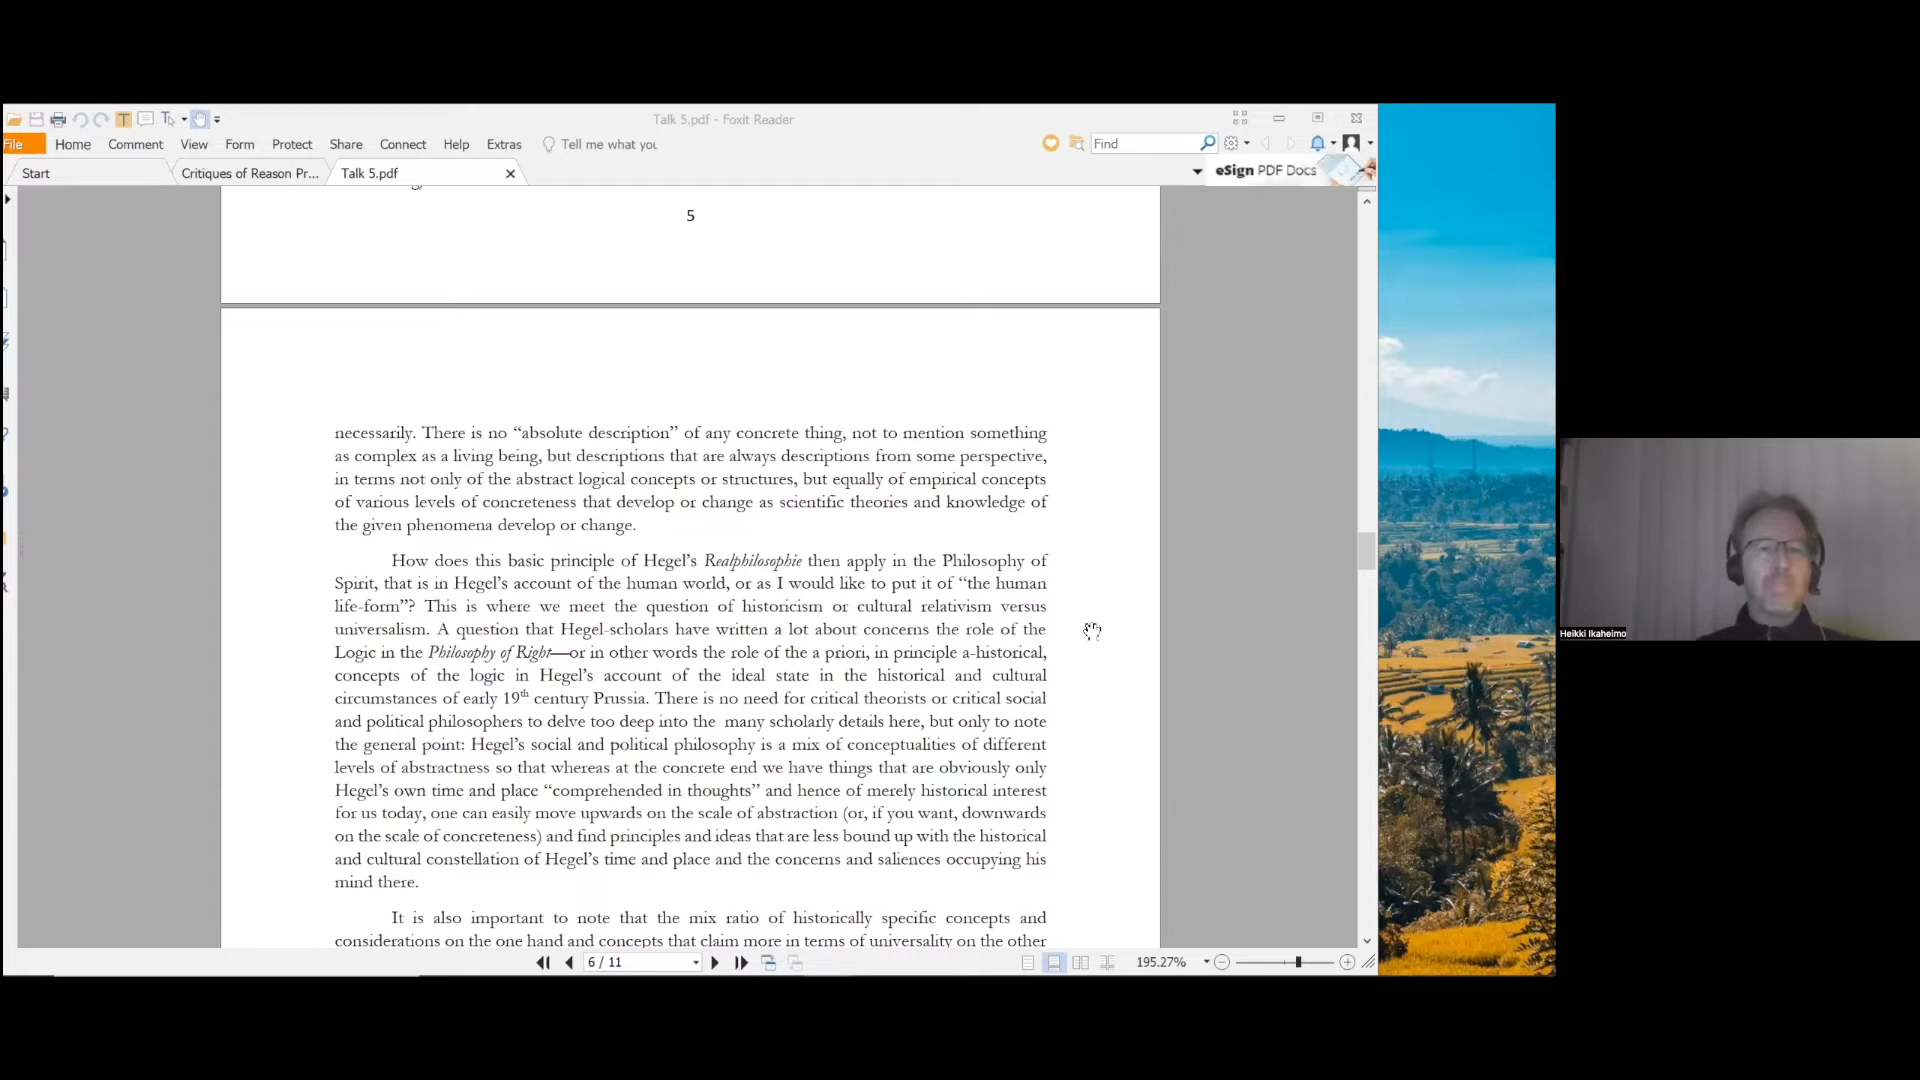 Talk 5.pdf - Foxit Reader
File Home Comment View Form Protect Share Connect Help Extras Tell me what you Find
Start Critiques of Reason Pr... Talk 5.pdf eSign PDF Docs
5
necessarily. There is no “absolute description” of any concrete thing, not to mention something
as complex as a living being, but descriptions that are always descriptions from some perspective,
in terms not only of the abstract logical concepts or structures, but equally of empirical concepts
of various levels of concreteness that develop or change as scientific theories and knowledge of
the given phenomena develop or change.
How does this basic principle of Hegel’s Realphilosophie then apply in the Philosophy of
Spirit, that is in Hegel’s account of the human world, or as I would like to put it of “the human
life-form”? This is where we meet the question of historicism or cultural relativism versus
universalism. A question that Hegel-scholars have written a lot about concerns the role of the
Logic in the Philosophy of Right—or in other words the role of the a priori, in principle a-historical,
concepts of the logic in Hegel’s account of the ideal state in the historical and cultural
circumstances of early 19th century Prussia. There is no need for critical theorists or critical social
and political philosophers to delve too deep into the many scholarly details here, but only to note
the general point: Hegel’s social and political philosophy is a mix of conceptualities of different
levels of abstractness so that whereas at the concrete end we have things that are obviously only
Hegel’s own time and place “comprehended in thoughts” and hence of merely historical interest
for us today, one can easily move upwards on the scale of abstraction (or, if you want, downwards
on the scale of concreteness) and find principles and ideas that are less bound up with the historical
and cultural constellation of Hegel’s time and place and the concerns and saliences occupying his
mind there.
It is also important to note that the mix ratio of historically specific concepts and
considerations on the one hand and concepts that claim more in terms of universality on the other
6 / 11 195.27%
Heikki Ikaheimo